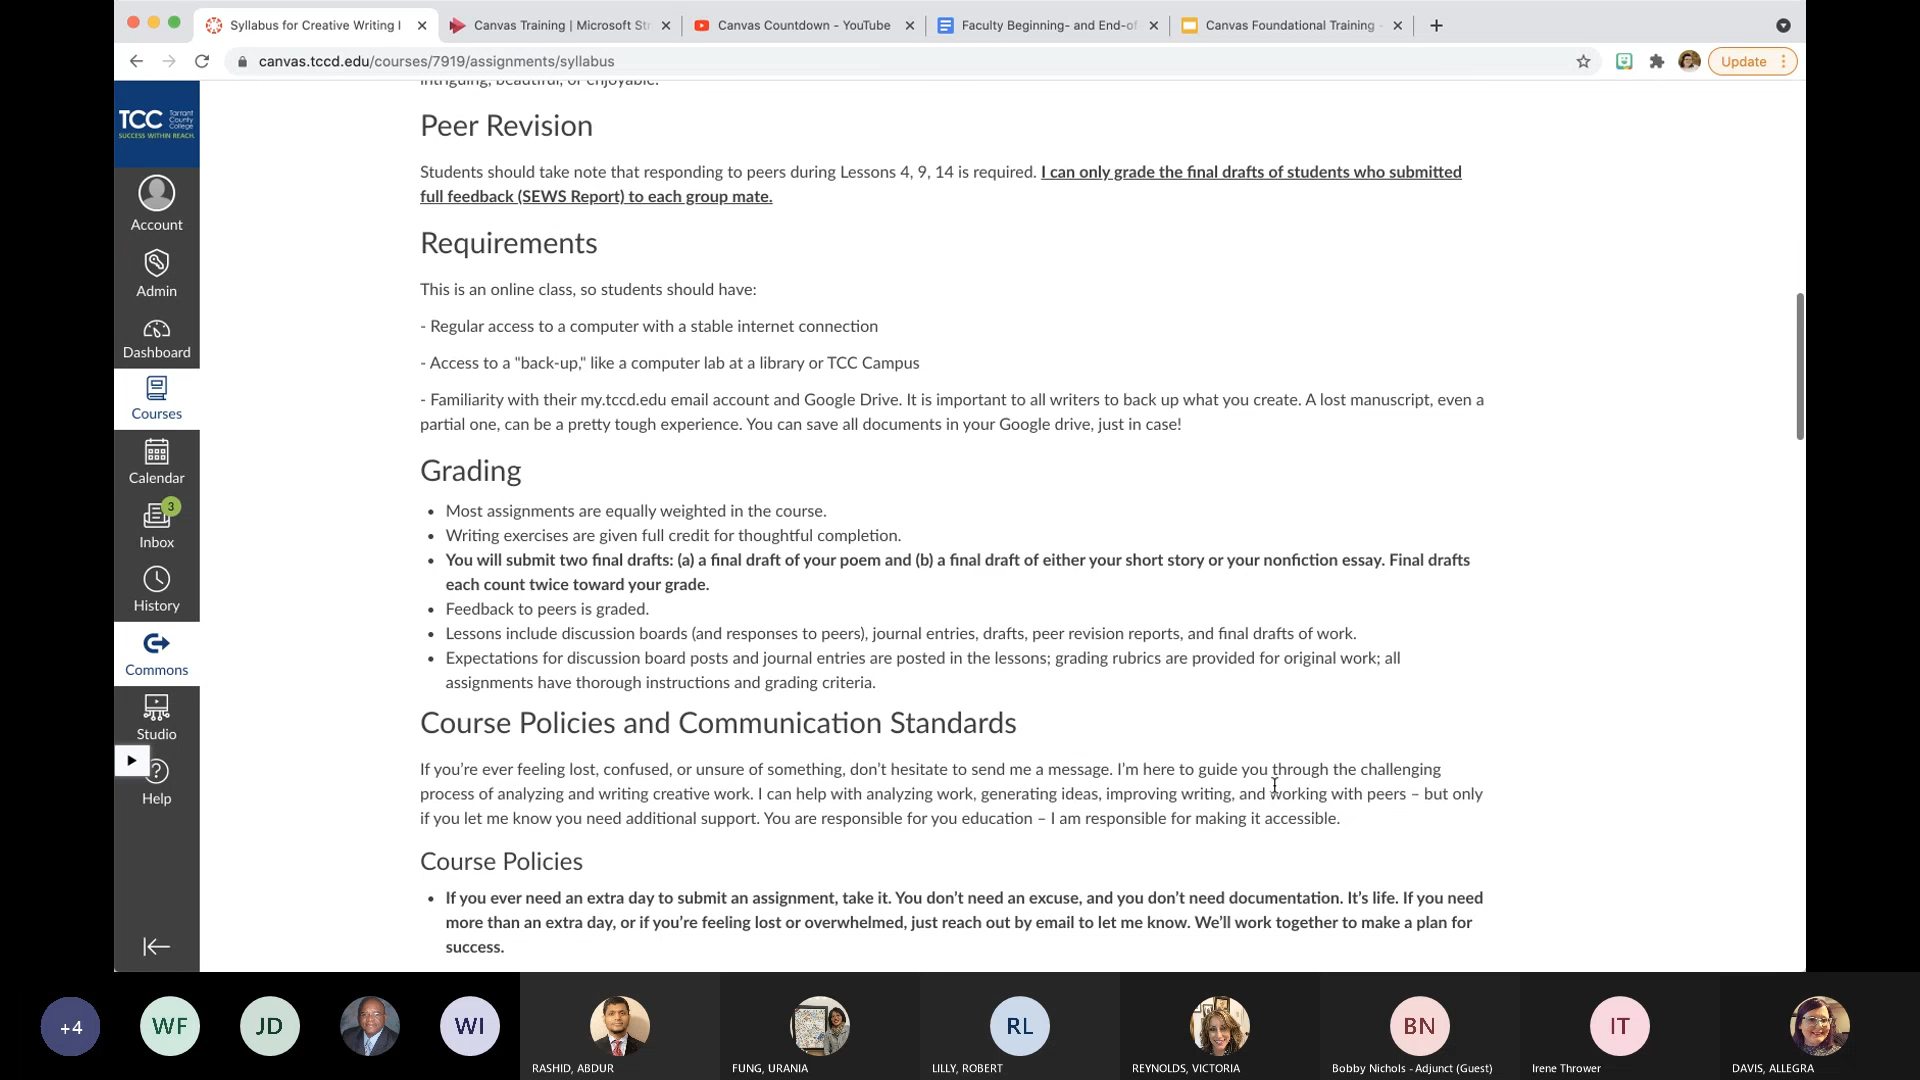 Syllabus for Creative Writing I
Canvas Training | Microsoft Str
Canvas Countdown - YouTube
Faculty Beginning- and End-of
Canvas Foundational Training -
canvas.tccd.edu/courses/7919/assignments/syllabus
Update
TCC Tarrant County College
SUCCESS WITHIN REACH.
Account
Admin
Dashboard
Courses
Calendar
3
Inbox
History
Commons
Studio
Help
intriguing, beautiful, or enjoyable.
Peer Revision
Students should take note that responding to peers during Lessons 4, 9, 14 is required. I can only grade the final drafts of students who submitted
full feedback (SEWS Report) to each group mate.
Requirements
This is an online class, so students should have:
- Regular access to a computer with a stable internet connection
- Access to a "back-up," like a computer lab at a library or TCC Campus
- Familiarity with their my.tccd.edu email account and Google Drive. It is important to all writers to back up what you create. A lost manuscript, even a
partial one, can be a pretty tough experience. You can save all documents in your Google drive, just in case!
Grading
• Most assignments are equally weighted in the course.
• Writing exercises are given full credit for thoughtful completion.
• You will submit two final drafts: (a) a final draft of your poem and (b) a final draft of either your short story or your nonfiction essay. Final drafts
each count twice toward your grade.
• Feedback to peers is graded.
• Lessons include discussion boards (and responses to peers), journal entries, drafts, peer revision reports, and final drafts of work.
• Expectations for discussion board posts and journal entries are posted in the lessons; grading rubrics are provided for original work; all
assignments have thorough instructions and grading criteria.
Course Policies and Communication Standards
If you're ever feeling lost, confused, or unsure of something, don't hesitate to send me a message. I'm here to guide you through the challenging
process of analyzing and writing creative work. I can help with analyzing work, generating ideas, improving writing, and working with peers – but only
if you let me know you need additional support. You are responsible for you education – I am responsible for making it accessible.
Course Policies
• If you ever need an extra day to submit an assignment, take it. You don't need an excuse, and you don't need documentation. It's life. If you need
more than an extra day, or if you're feeling lost or overwhelmed, just reach out by email to let me know. We'll work together to make a plan for
success.
+4
WF
JD
WI
RL
BN
IT
RASHID, ABDUR
FUNG, URANIA
LILLY, ROBERT
REYNOLDS, VICTORIA
Bobby Nichols - Adjunct (Guest)
Irene Thrower
DAVIS, ALLEGRA